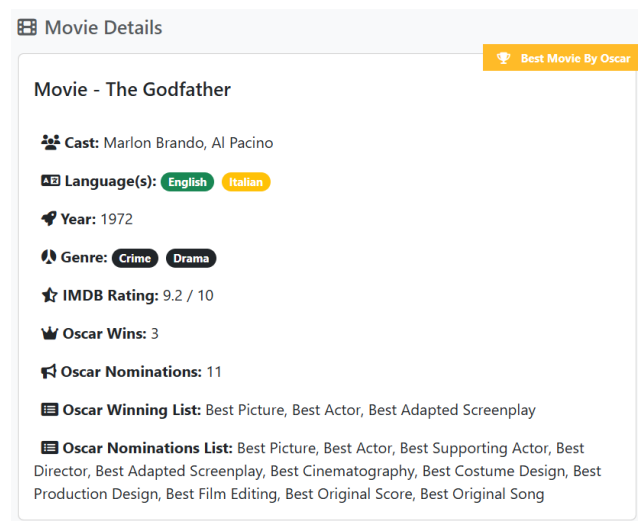 Movie Details
Best Movie By Oscar
Movie - The Godfather
Cast: Marlon Brando, Al Pacino
Language(s): English Italian
Year: 1972
Genre: Crime Drama
IMDB Rating: 9.2 / 10
Oscar Wins: 3
Oscar Nominations: 11
Oscar Winning List: Best Picture, Best Actor, Best Adapted Screenplay
Oscar Nominations List: Best Picture, Best Actor, Best Supporting Actor, Best
Director, Best Adapted Screenplay, Best Cinematography, Best Costume Design, Best
Production Design, Best Film Editing, Best Original Score, Best Original Song